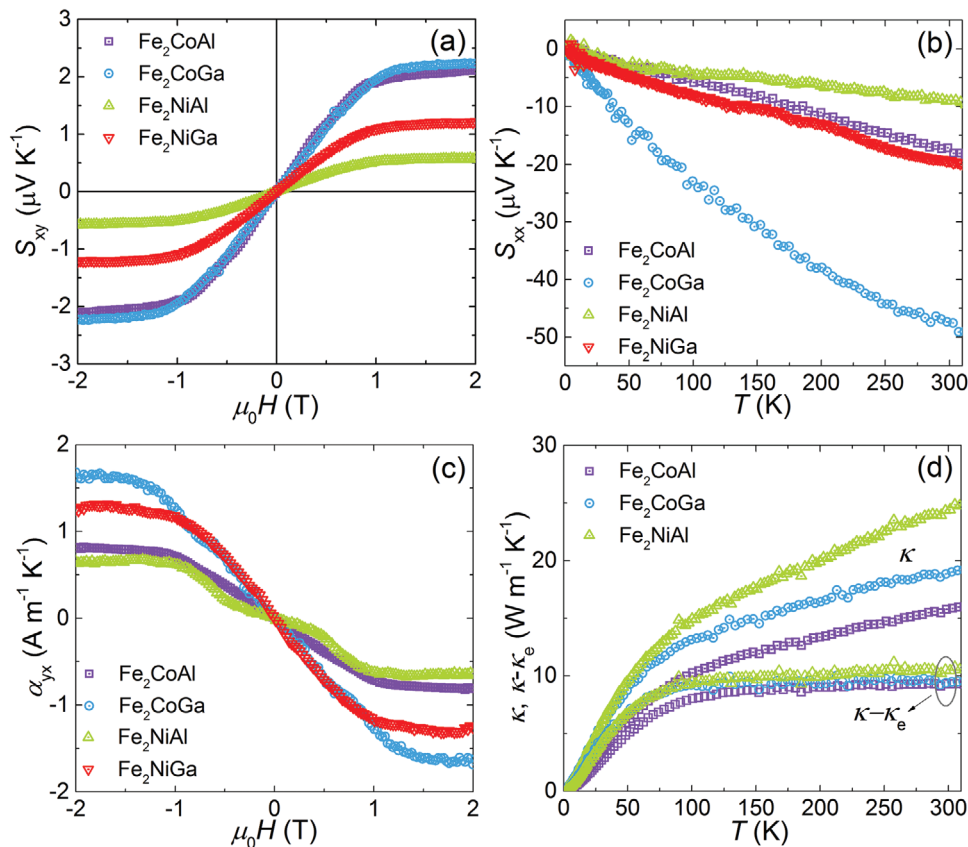 (a)
Fe₂CoAl
Fe₂CoGa
Fe₂NiAl
Fe₂NiGa
3
2
1
0
-1
-2
-3
Sxy (μV K⁻¹)
-2 -1 0 1 2
μ₀H (T)
(b)
0
-10
-20
-30
-40
-50
Sxx (μV K⁻¹)
Fe₂CoAl
Fe₂CoGa
Fe₂NiAl
Fe₂NiGa
0 50 100 150 200 250 300
T (K)
(c)
2
1
0
-1
-2
αyx (A m⁻¹ K⁻¹)
Fe₂CoAl
Fe₂CoGa
Fe₂NiAl
Fe₂NiGa
-2 -1 0 1 2
μ₀H (T)
(d)
Fe₂CoAl
Fe₂CoGa
Fe₂NiAl
30
20
10
0
κ, κ-κₑ (W m⁻¹ K⁻¹)
κ
κ−κₑ
0 50 100 150 200 250 300
T (K)